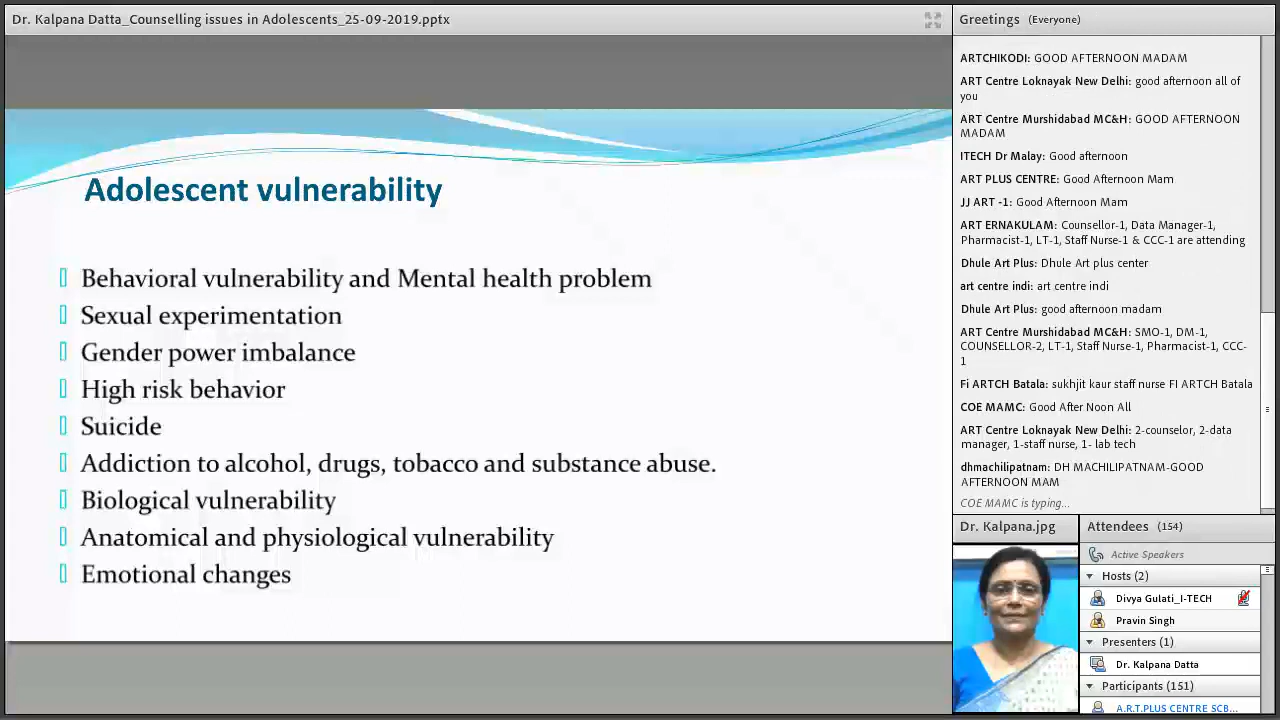 Dr. Kalpana Datta_Counselling issues in Adolescents_25-09-2019.pptx
Adolescent vulnerability
Behavioral vulnerability and Mental health problem
Sexual experimentation
Gender power imbalance
High risk behavior
Suicide
Addiction to alcohol, drugs, tobacco and substance abuse.
Biological vulnerability
Anatomical and physiological vulnerability
Emotional changes
Greetings (Everyone)
ARTCHIKODI: GOOD AFTERNOON MADAM
ART Centre Loknayak New Delhi: good afternoon all of
you
ART Centre Murshidabad MC&H: GOOD AFTERNOON
MADAM
ITECH Dr Malay: Good afternoon
ART PLUS CENTRE: Good Afternoon Mam
JJ ART -1: Good Afternoon Mam
ART ERNAKULAM: Counsellor-1, Data Manager-1,
Pharmacist-1, LT-1, Staff Nurse-1 & CCC-1 are attending
Dhule Art Plus: Dhule Art plus center
art centre indi: art centre indi
Dhule Art Plus: good afternoon madam
ART Centre Murshidabad MC&H: SMO-1, DM-1,
COUNSELLOR-2, LT-1, Staff Nurse-1, Pharmacist-1, CCC-
1
Fi ARTCH Batala: sukhjit kaur staff nurse FI ARTCH Batala
COE MAMC: Good After Noon All
ART Centre Loknayak New Delhi: 2-counselor, 2-data
manager, 1-staff nurse, 1- lab tech
dhmachilipatnam: DH MACHILIPATNAM-GOOD
AFTERNOON MAM
COE MAMC is typing...
Dr. Kalpana.jpg
Attendees (154)
Active Speakers
Hosts (2)
Divya Gulati_I-TECH
Pravin Singh
Presenters (1)
Dr. Kalpana Datta
Participants (151)
A.R.T.PLUS CENTRE SCB...